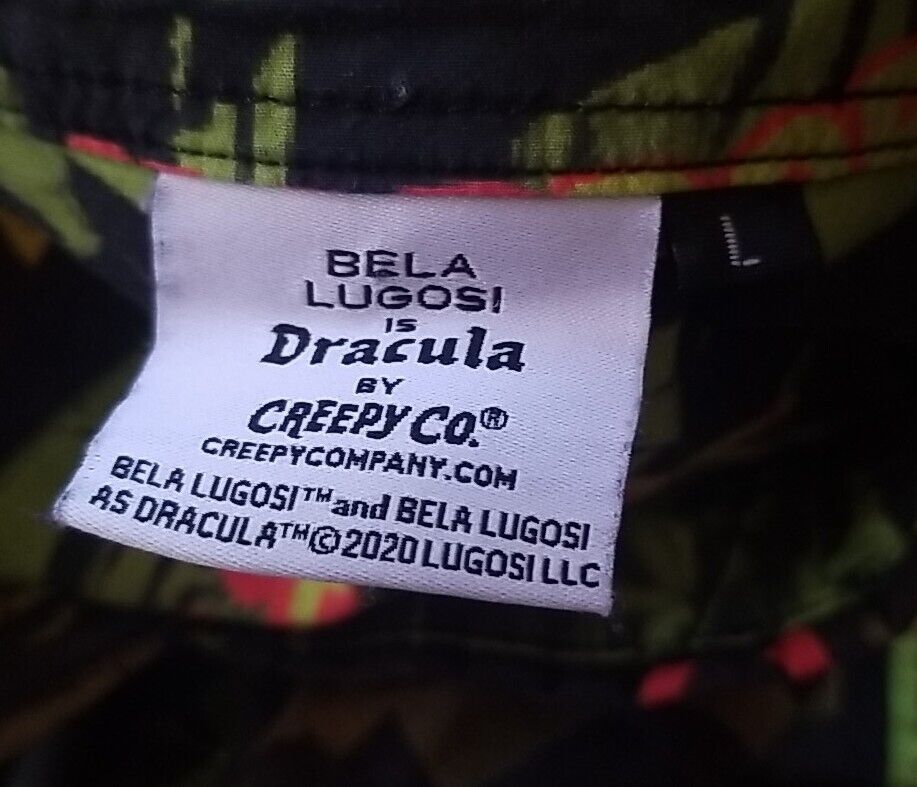 BELA
LUGOSI
IS
Dracula
BY
CREEPY CO.®
CREEPYCOMPANY.COM
BELA LUGOSI™ and BELA LUGOSI
AS DRACULA™ © 2020 LUGOSI LLC
L